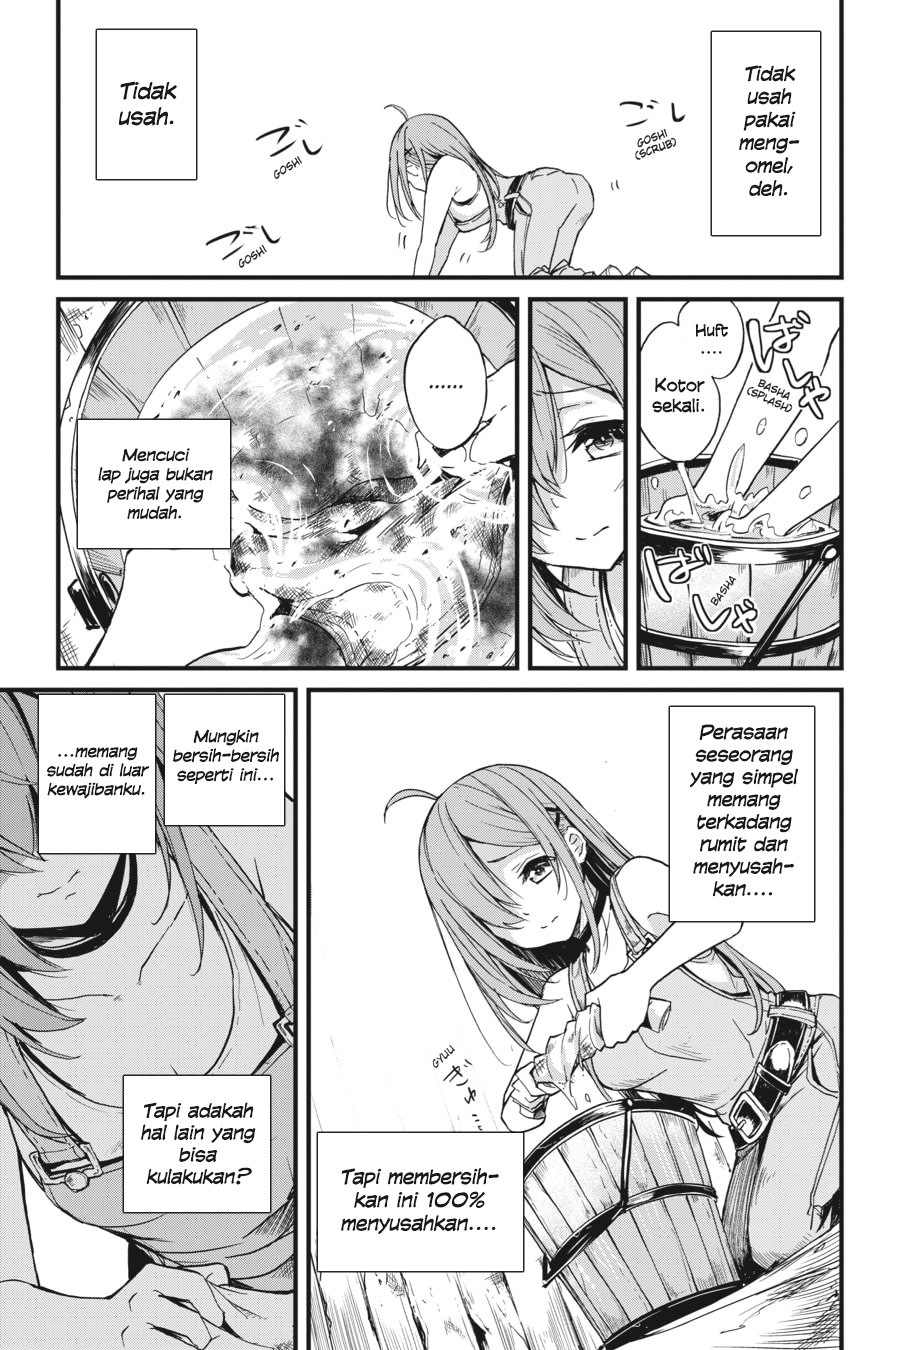 Tidak
usah
pakai
meng-
omel,
deh.
ごし
GOSHI
(SCRUB)
ごし
GOSHI
ごし
GOSHI
Tidak
usah.
Huft
....
Kotor
sekali.
ばしゃ
BASHA
(SPLASH)
ばしゃ
BASHA
......
Mencuci
lap juga bukan
perihal yang
mudah.
Perasaan
seseorang
yang simpel
memang
terkadang
rumit dan
menyusah-
kan....
GYUU
ぎゅ...
Tapi membersih-
kan ini 100%
menyusahkan....
Mungkin
bersih-bersih
seperti ini...
...memang
sudah di luar
kewajibanku.
Tapi adakah
hal lain yang
bisa
kulakukan?